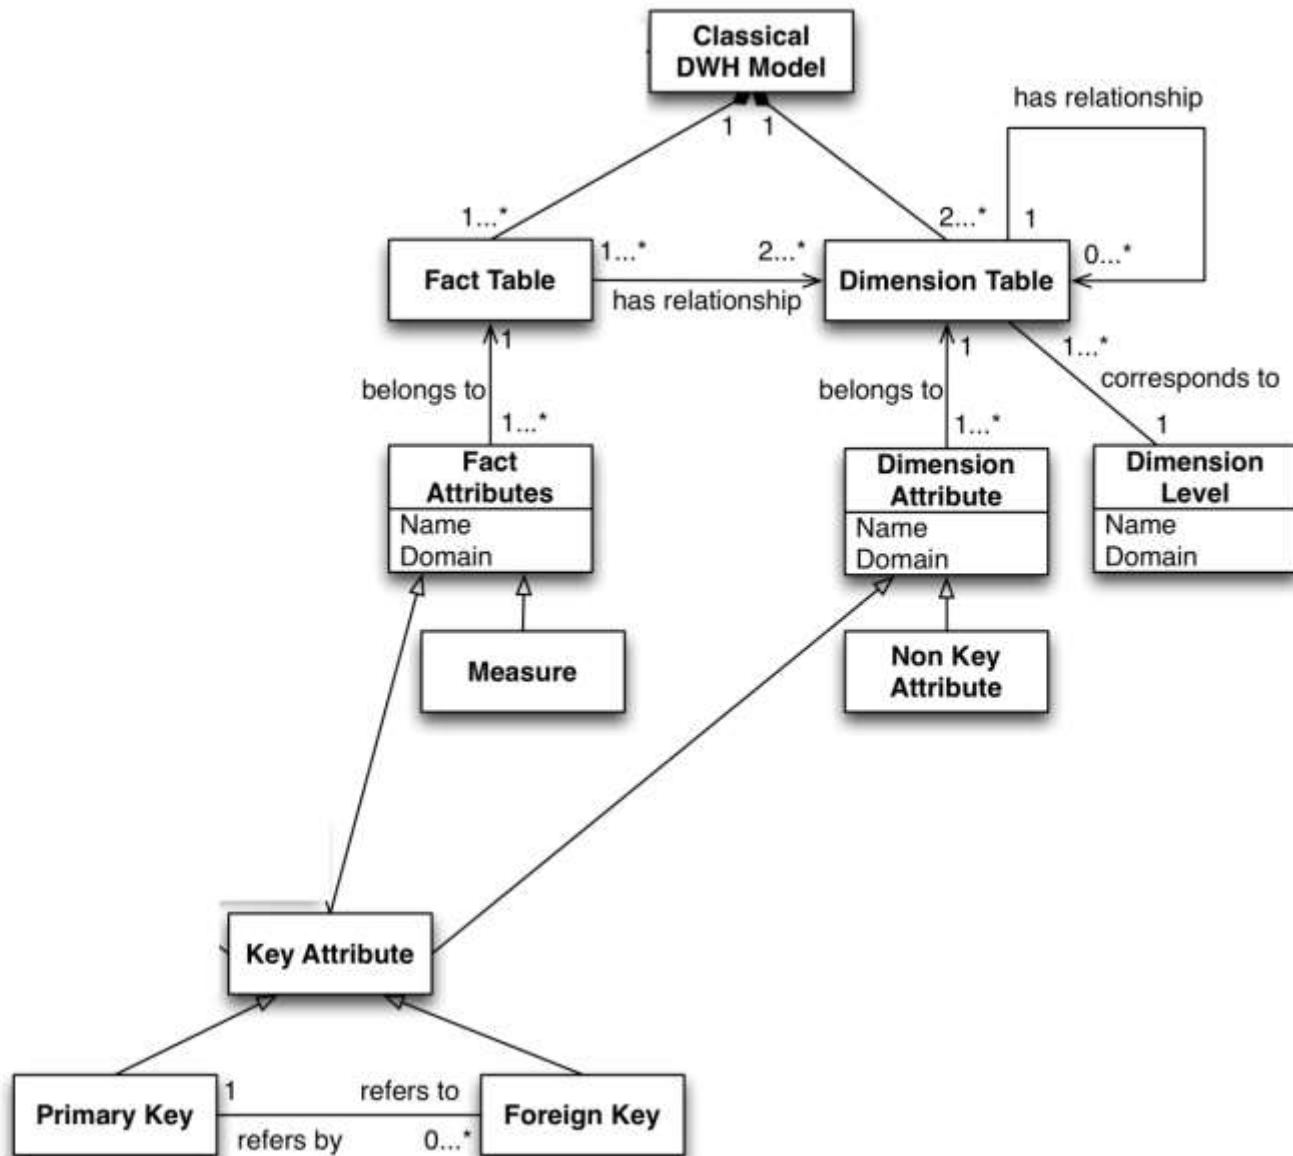 Classical
DWH Model
has relationship
1
1
1...*
2...*
1
Fact Table
1...*
2...*
has relationship
Dimension Table
0...*
1
belongs to
1...*
1
belongs to
1...*
1...*
corresponds to
1
Fact
Attributes
Name
Domain
Dimension
Attribute
Name
Domain
Dimension
Level
Name
Domain
Measure
Non Key
Attribute
Key Attribute
Primary Key
1
refers to
refers by
0...*
Foreign Key